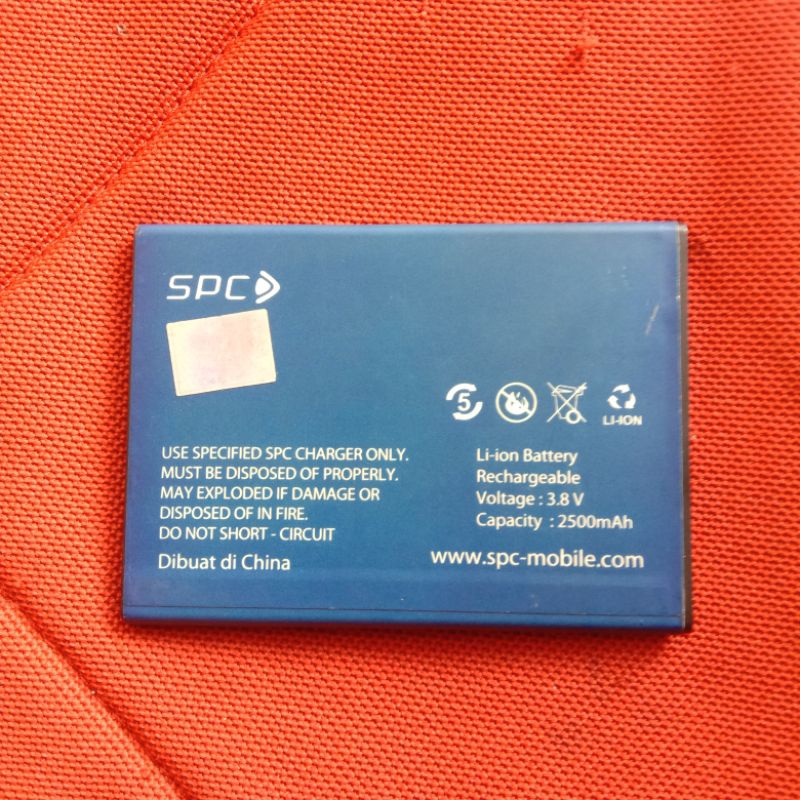 SPC
5
LI-ION
USE SPECIFIED SPC CHARGER ONLY.
MUST BE DISPOSED OF PROPERLY.
MAY EXPLODED IF DAMAGE OR
DISPOSED OF IN FIRE.
DO NOT SHORT - CIRCUIT
Dibuat di China
Li-ion Battery
Rechargeable
Voltage : 3.8 V
Capacity : 2500mAh
www.spc-mobile.com